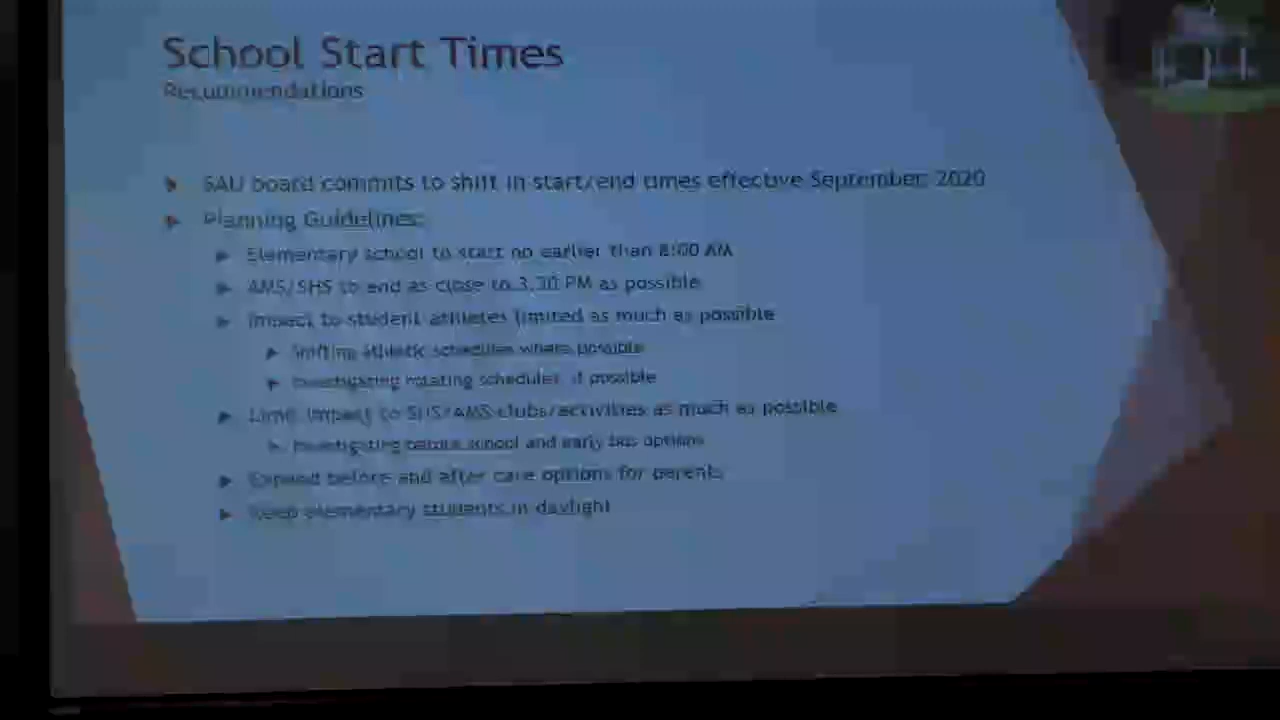 School Start Times
Recommendations
SAU board commits to shift in start/end times effective September, 2020
Planning Guidelines:
Elementary school to start no earlier than 8:00 AM
AMS/SHS to end as close to 3:30 PM as possible
Impact to student athletes limited as much as possible
Shifting athletic schedules where possible
Investigating rotating schedules, if possible
Limit impact to SHS/AMS clubs/activities as much as possible
Investigating before school and early bus options
Expand before and after care options for parents
Keep elementary students in daylight